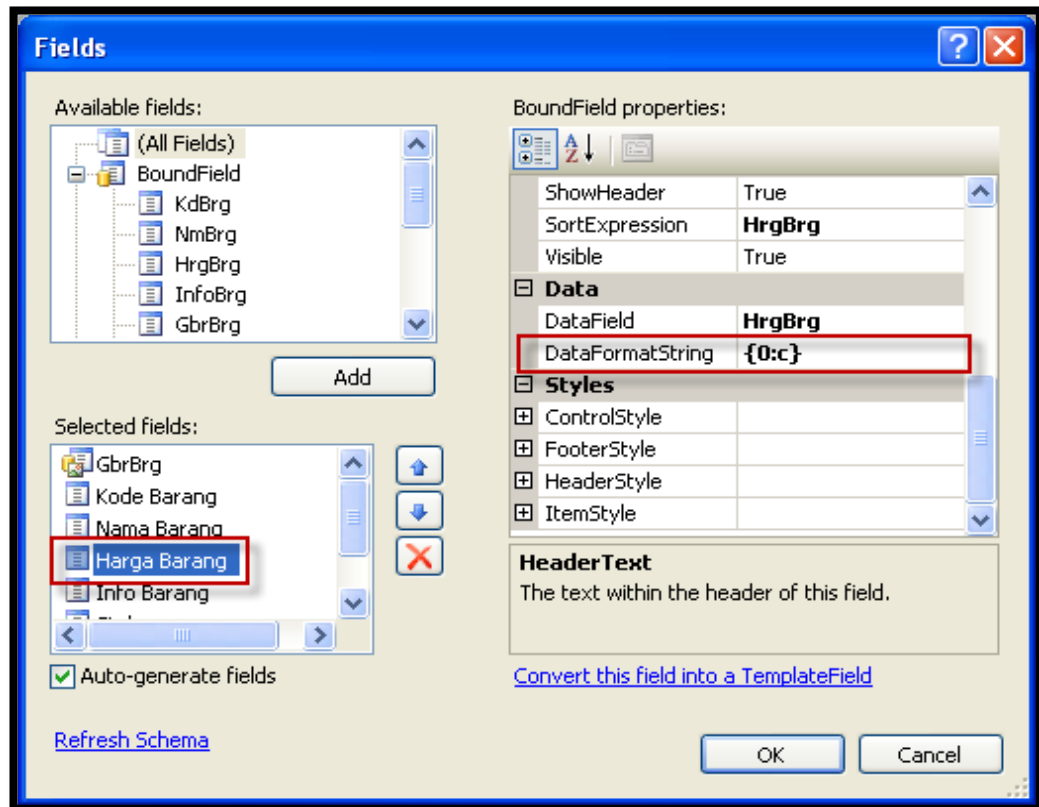 Fields
Available fields:
(All Fields)
BoundField
KdBrg
NmBrg
HrgBrg
InfoBrg
GbrBrg
Add
Selected fields:
GbrBrg
Kode Barang
Nama Barang
Harga Barang
Info Barang
Auto-generate fields
Refresh Schema
BoundField properties:
ShowHeader True
SortExpression HrgBrg
Visible True
Data
DataField HrgBrg
DataFormatString {0:c}
Styles
ControlStyle
FooterStyle
HeaderStyle
ItemStyle
HeaderText
The text within the header of this field.
Convert this field into a TemplateField
OK Cancel